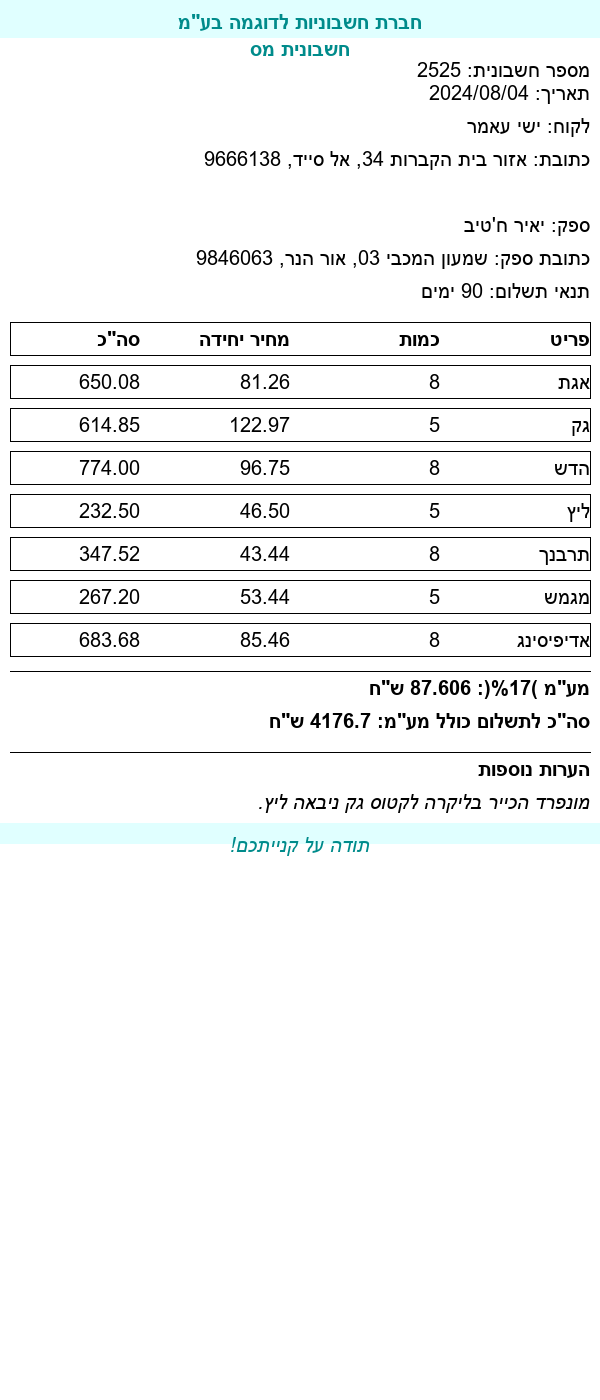 חברת חשבוניות לדוגמה בע"מ
חשבונית מס
מספר חשבונית: 2525
תאריך: 2024/08/04
לקוח: ישי עאמר
כתובת: אזור בית הקברות 34, אל סייד, 9666138
ספק: יאיר ח'טיב
כתובת ספק: שמעון המכבי 03, אור הנר, 9846063
תנאי תשלום: 90 ימים
פריט כמות מחיר יחידה סה"כ
אגת 8 81.26 650.08
גק 5 122.97 614.85
הדש 8 96.75 774.00
ליץ 5 46.50 232.50
תרבנך 8 43.44 347.52
מגמש 5 53.44 267.20
אדיפיסינג 8 85.46 683.68
מע"מ )17%(: 87.606 ש"ח
סה"כ לתשלום כולל מע"מ: 4176.7 ש"ח
הערות נוספות
מונפרד הכייר בליקרה לקטוס גק ניבאה ליץ.
תודה על קנייתכם!